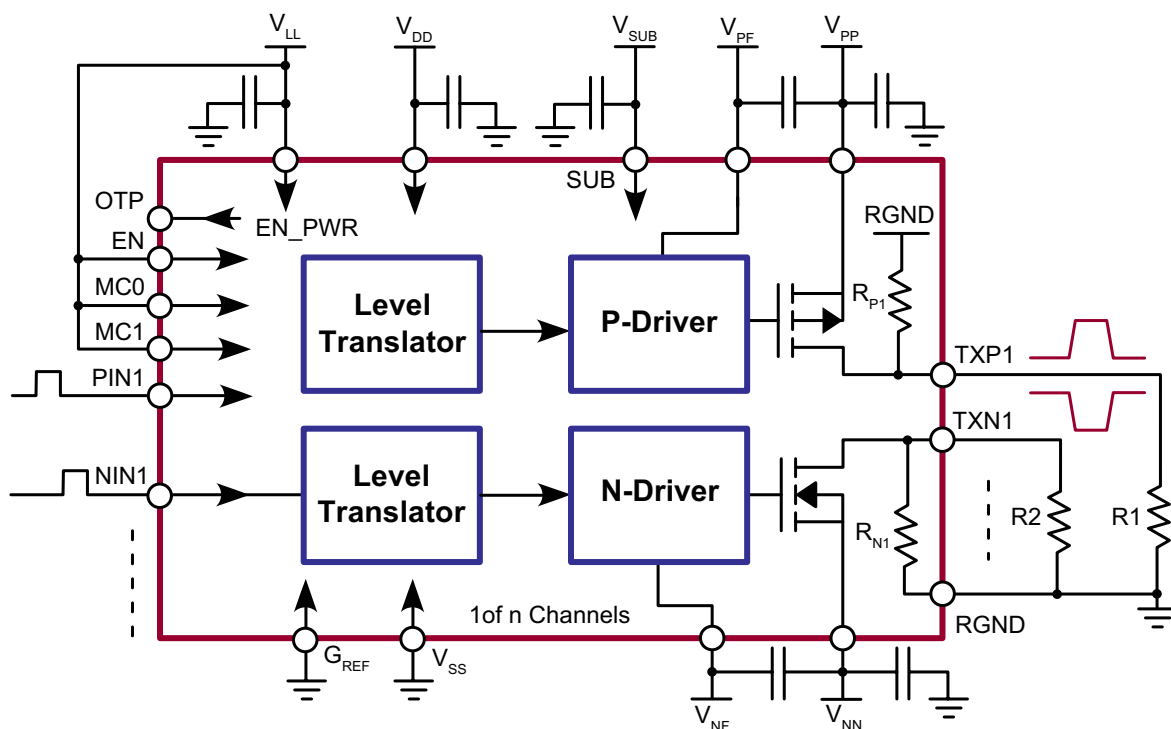 VLL
VDD
VSUB
VPF
VPP
SUB
OTP
EN_PWR
EN
MC0
MC1
PIN1
NIN1
RGND
Level
Translator
P-Driver
RP1
TXP1
TXN1
Level
Translator
N-Driver
RN1
R2
R1
1of n Channels
RGND
GREF
VSS
VNF
VNN